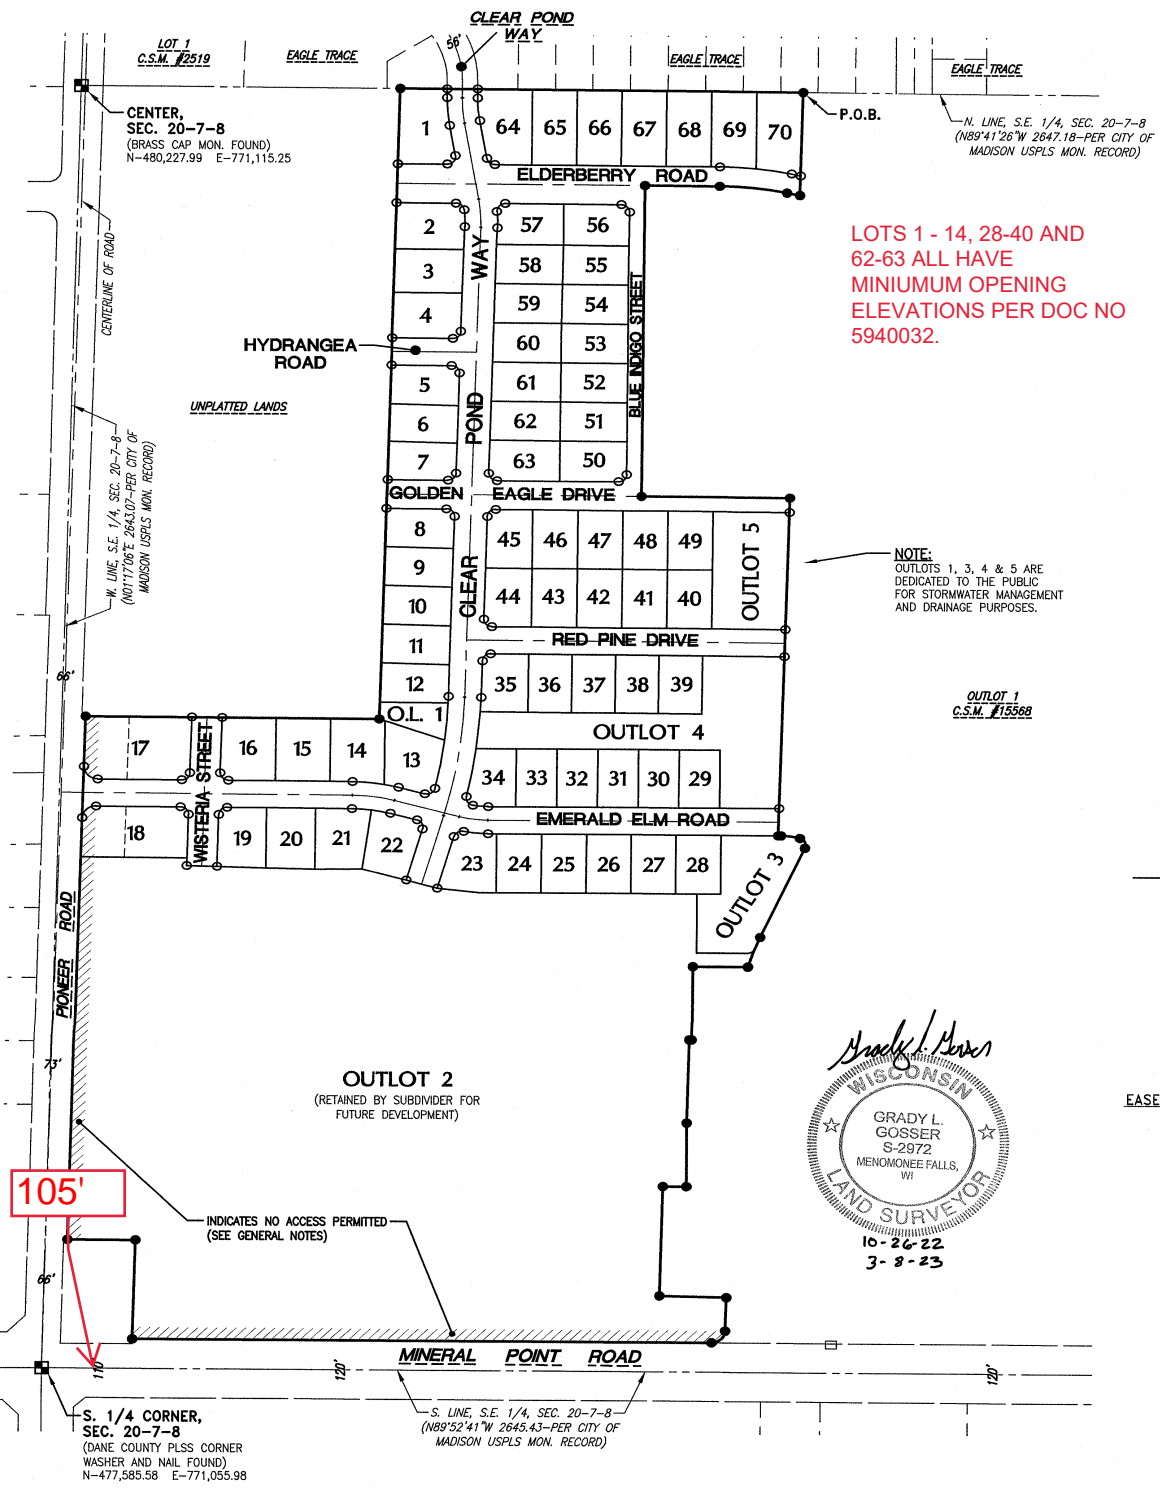 CLEAR POND
WAY
56'
LOT 1
C.S.M. #2519
EAGLE TRACE
EAGLE TRACE
EAGLE TRACE
CENTER,
SEC. 20-7-8
(BRASS CAP MON. FOUND)
N-480,227.99 E-771,115.25
P.O.B.
N. LINE, S.E. 1/4, SEC. 20-7-8
(N89°41'26"W 2647.18-PER CITY OF
MADISON USPLS MON. RECORD)
1
64
65
66
67
68
69
70
ELDERBERRY ROAD
2
3
4
57
56
58
55
59
54
60
53
61
52
62
51
63
50
CENTERLINE OF ROAD
BLUE INDIGO STREET
CLEAR POND WAY
LOTS 1 - 14, 28-40 AND
62-63 ALL HAVE
MINIUMUM OPENING
ELEVATIONS PER DOC NO
5940032.
HYDRANGEA
ROAD
UNPLATTED LANDS
5
6
7
W. LINE, S.E. 1/4, SEC. 20-7-8
(N01°17'06"E 2643.07-PER CITY OF
MADISON USPLS MON. RECORD)
GOLDEN EAGLE DRIVE
8
9
10
11
12
O.L. 1
45
46
47
48
49
OUTLOT 5
44
43
42
41
40
NOTE:
OUTLOTS 1, 3, 4 & 5 ARE
DEDICATED TO THE PUBLIC
FOR STORMWATER MANAGEMENT
AND DRAINAGE PURPOSES.
RED PINE DRIVE
66'
35
36
37
38
39
OUTLOT 4
OUTLOT 1
C.S.M. #15568
17
WISTERIA STREET
16
15
14
13
34
33
32
31
30
29
EMERALD ELM ROAD
18
19
20
21
22
23
24
25
26
27
28
OUTLOT 3
PIONEER ROAD
73'
OUTLOT 2
(RETAINED BY SUBDIVIDER FOR
FUTURE DEVELOPMENT)
WISCONSIN
GRADY L.
GOSSER
S-2972
MENOMONEE FALLS,
WI
LAND SURVEYOR
10-26-22
3-8-23
EASE
105'
INDICATES NO ACCESS PERMITTED
(SEE GENERAL NOTES)
66'
MINERAL POINT ROAD
110'
120'
120'
S. 1/4 CORNER,
SEC. 20-7-8
(DANE COUNTY PLSS CORNER
WASHER AND NAIL FOUND)
N-477,585.58 E-771,055.98
S. LINE, S.E. 1/4, SEC. 20-7-8
(N89°52'41"W 2645.43-PER CITY OF
MADISON USPLS MON. RECORD)